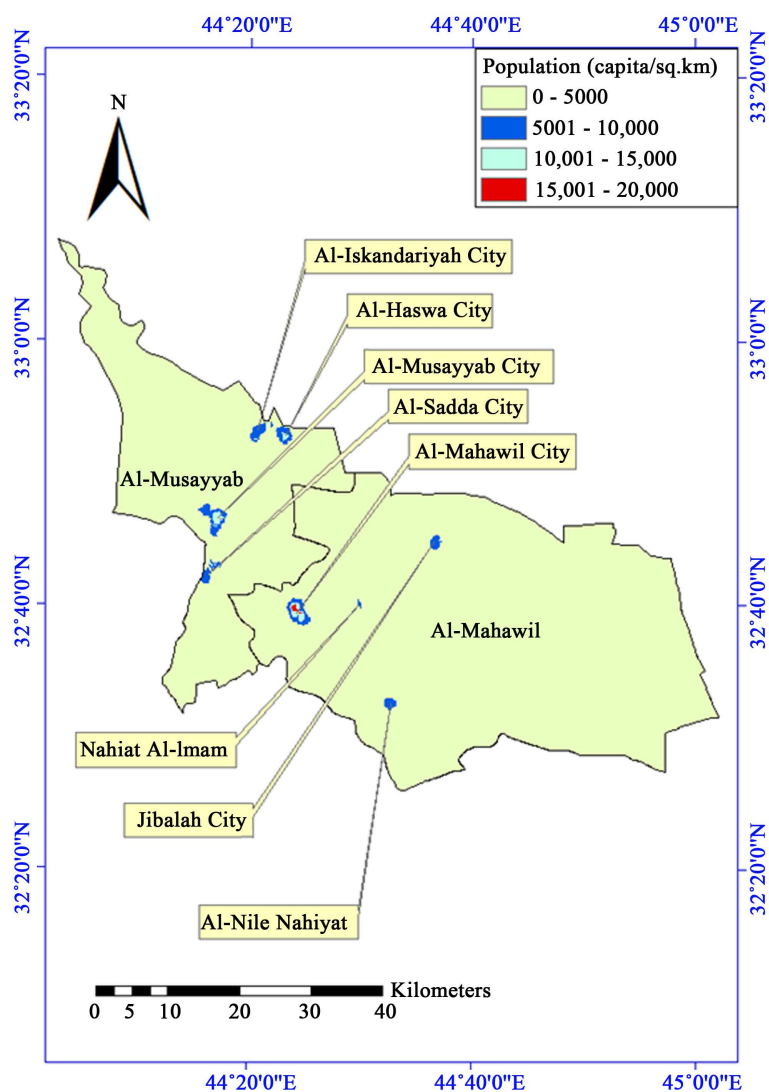 44°20'0"E 44°40'0"E 45°0'0"E
33°20'0"N
33°20'0"N
Population (capita/sq.km)
0 - 5000
5001 - 10,000
10,001 - 15,000
15,001 - 20,000
N
Al-Iskandariyah City
Al-Haswa City
33°0'0"N
33°0'0"N
Al-Musayyab City
Al-Sadda City
Al-Mahawil City
Al-Musayyab
32°40'0"N
32°40'0"N
Al-Mahawil
Nahiat Al-lmam
Jibalah City
32°20'0"N
32°20'0"N
Al-Nile Nahiyat
Kilometers
0 5 10 20 30 40
44°20'0"E 44°40'0"E 45°0'0"E